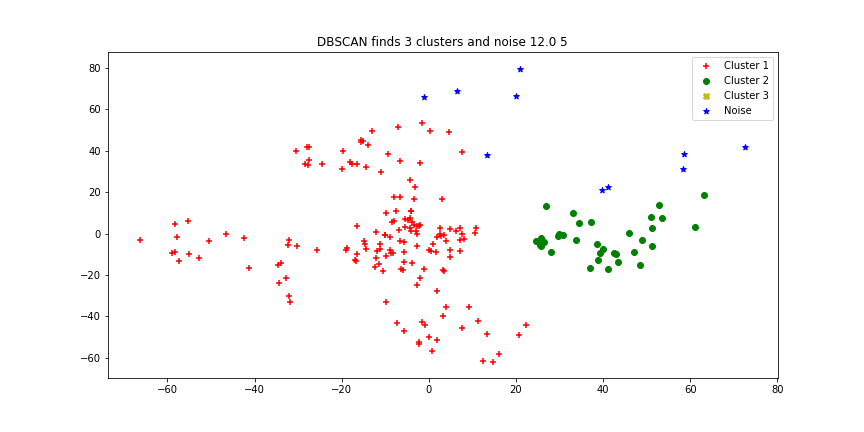 DBSCAN finds 3 clusters and noise 12.0 5
Cluster 1
Cluster 2
Cluster 3
Noise
80
60
40
20
0
−20
−40
−60
−60 −40 −20 0 20 40 60 80